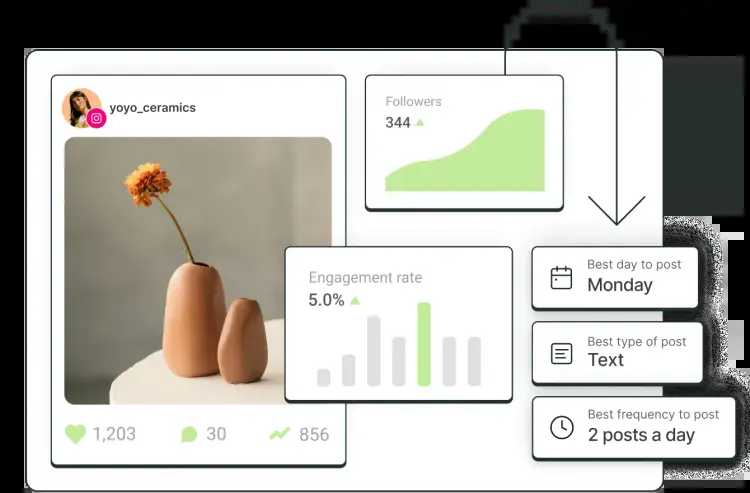 yoyo_ceramics
1,203
30
856
Followers
344
Engagement rate
5.0%
Best day to post
Monday
Best type of post
Text
Best frequency to post
2 posts a day